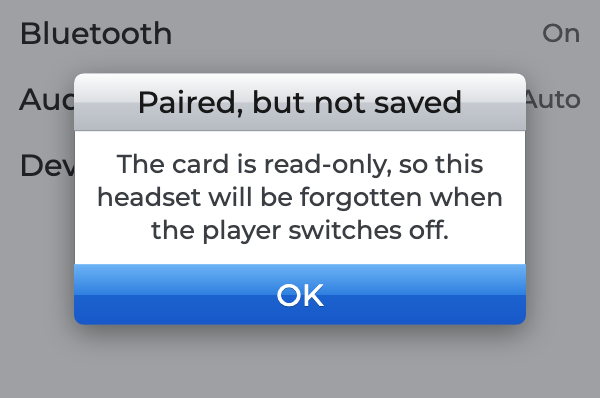 Bluetooth On
Auto
Paired, but not saved
The card is read-only, so this
headset will be forgotten when
the player switches off.
OK